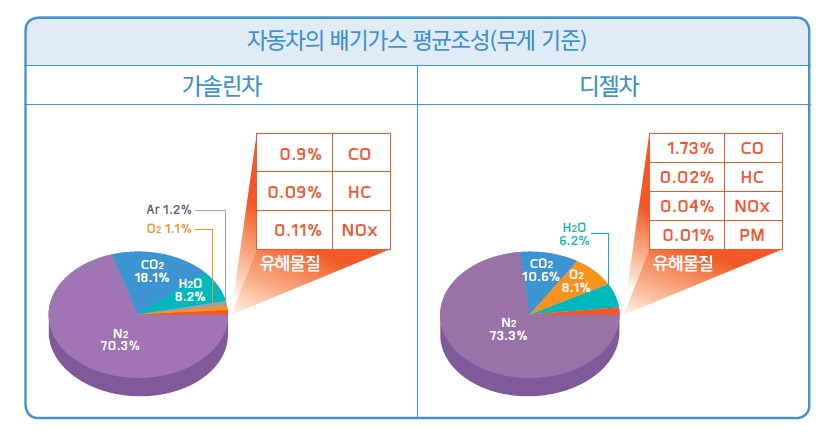 자동차의 배기가스 평균조성(무게 기준)
가솔린차
0.9% CO
0.09% HC
0.11% NOx
유해물질
Ar 1.2%
O2 1.1%
CO2
18.1%
H2O
8.2%
N2
70.3%
디젤차
1.73% CO
0.02% HC
0.04% NOx
0.01% PM
유해물질
H2O
6.2%
CO2
10.6%
O2
8.1%
N2
73.3%